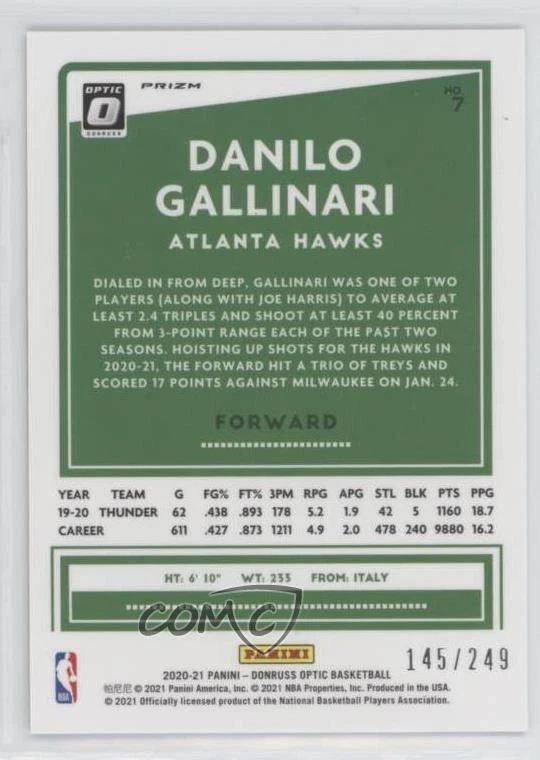 OPTIC
O
DONRUSS
PRIZM
NO.
7
DANILO
GALLINARI
ATLANTA HAWKS
DIALED IN FROM DEEP, GALLINARI WAS ONE OF TWO
PLAYERS (ALONG WITH JOE HARRIS) TO AVERAGE AT
LEAST 2.4 TRIPLES AND SHOOT AT LEAST 40 PERCENT
FROM 3-POINT RANGE EACH OF THE PAST TWO
SEASONS. HOISTING UP SHOTS FOR THE HAWKS IN
2020-21, THE FORWARD HIT A TRIO OF TREYS AND
SCORED 17 POINTS AGAINST MILWAUKEE ON JAN. 24.
FORWARD
YEAR TEAM G FG% FT% 3PM RPG APG STL BLK PTS PPG
19-20 THUNDER 62 .438 .893 178 5.2 1.9 42 5 1160 18.7
CAREER 611 .427 .873 1211 4.9 2.0 478 240 9880 16.2
HT: 6' 10" WT: 233 FROM: ITALY
COMC
PANINI
145/249
NBA
2020-21 PANINI – DONRUSS OPTIC BASKETBALL
帕尼尼 © 2021 Panini America, Inc. © 2021 NBA Properties, Inc. Produced in the USA.
© 2021 Officially licensed product of the National Basketball Players Association.